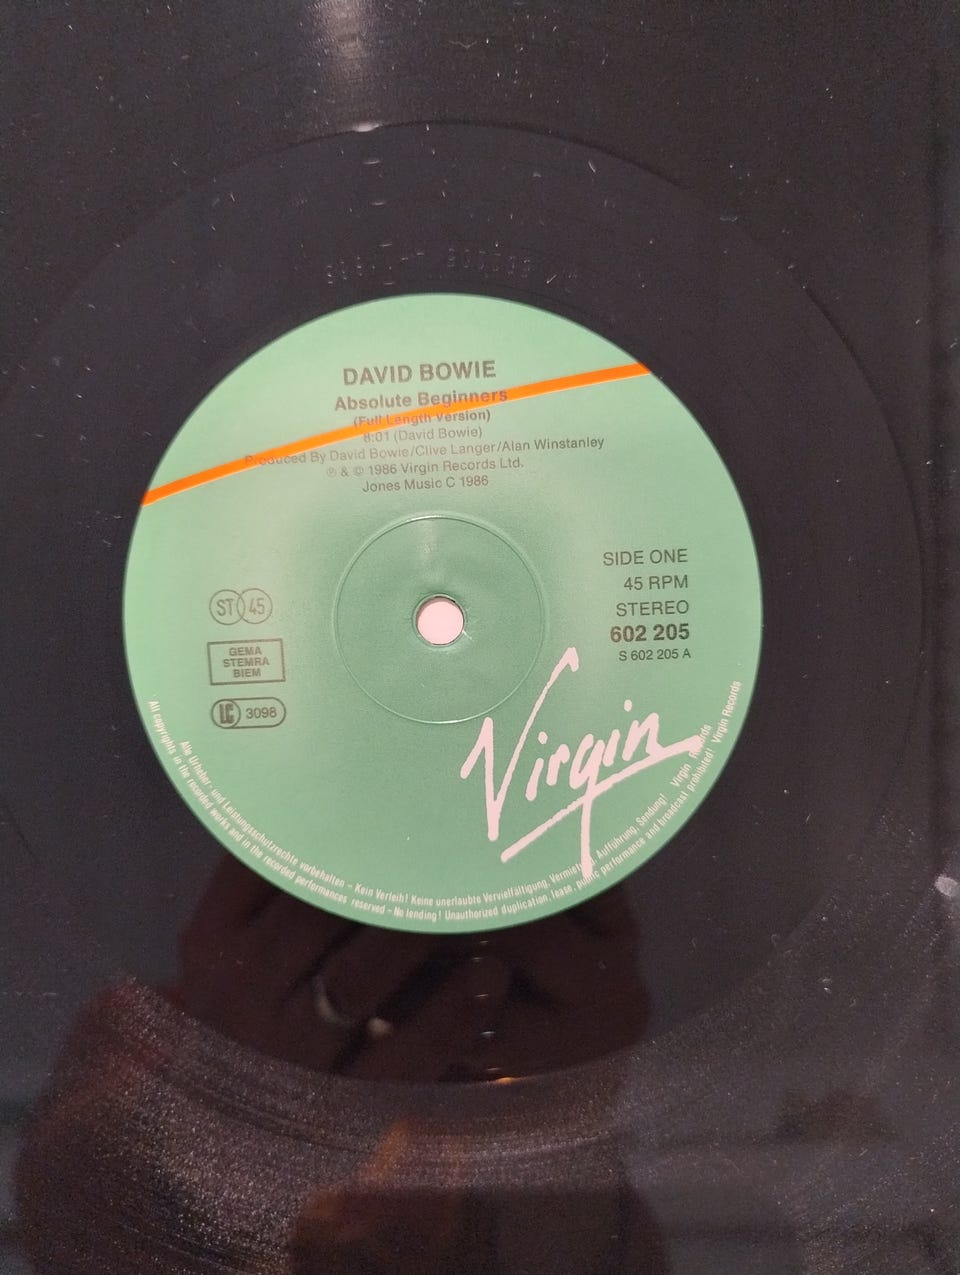 DAVID BOWIE
Absolute Beginners
(Full Length Version)
8:01 (David Bowie)
Produced By David Bowie/Clive Langer/Alan Winstanley
℗ & © 1986 Virgin Records Ltd.
Jones Music C 1986
SIDE ONE
45 RPM
STEREO
602 205
S 602 205 A
ST 45
GEMA
STEMRA
BIEM
LC 3098
Virgin
Alle Urheber- und Leistungsschutzrechte vorbehalten - Kein Verleih! Keine unerlaubte Vervielfältigung, Vermietung, Aufführung, Sendung! Virgin Records
All copyrights in the recorded works and in the recorded performances reserved - No lending! Unauthorized duplication, lease, public performance and broadcast prohibited! Virgin Records